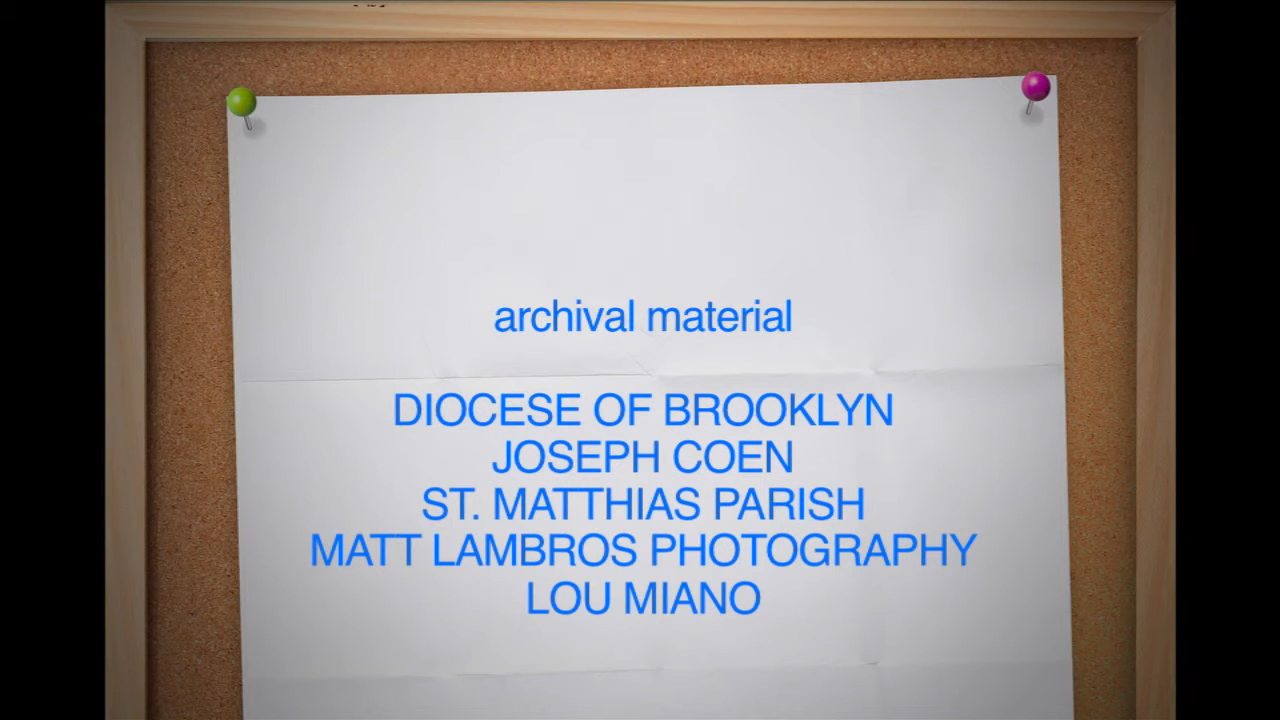 archival material
DIOCESE OF BROOKLYN
JOSEPH COEN
ST. MATTHIAS PARISH
MATT LAMBROS PHOTOGRAPHY
LOU MIANO